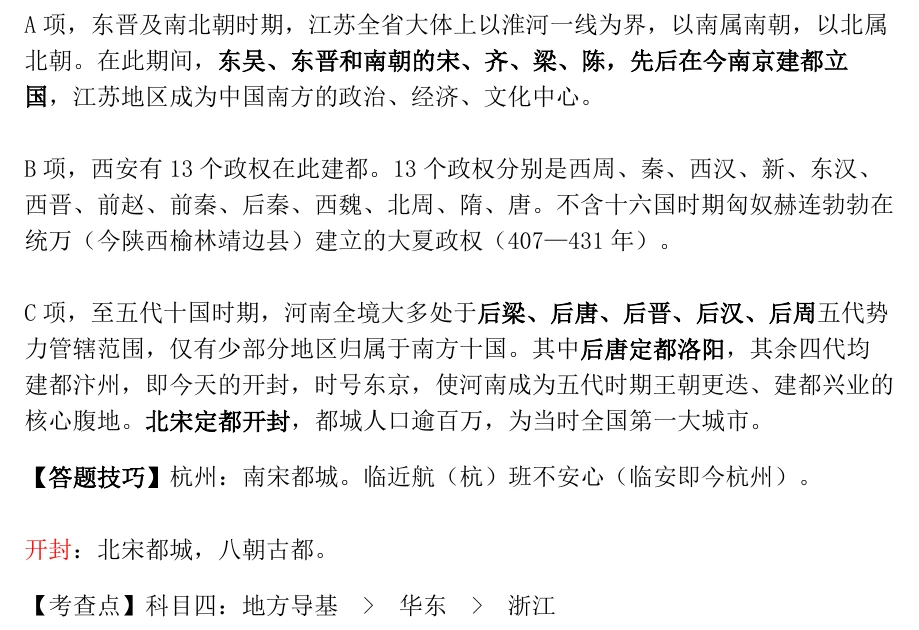 A 项，东晋及南北朝时期，江苏全省大体上以淮河一线为界，以南属南朝，以北属
北朝。在此期间，东吴、东晋和南朝的宋、齐、梁、陈，先后在今南京建都立
国，江苏地区成为中国南方的政治、经济、文化中心。
B 项，西安有 13 个政权在此建都。13 个政权分别是西周、秦、西汉、新、东汉、
西晋、前赵、前秦、后秦、西魏、北周、隋、唐。不含十六国时期匈奴赫连勃勃在
统万（今陕西榆林靖边县）建立的大夏政权（407—431 年）。
C 项，至五代十国时期，河南全境大多处于后梁、后唐、后晋、后汉、后周五代势
力管辖范围，仅有少部分地区归属于南方十国。其中后唐定都洛阳，其余四代均
建都汴州，即今天的开封，时号东京，使河南成为五代时期王朝更迭、建都兴业的
核心腹地。北宋定都开封，都城人口逾百万，为当时全国第一大城市。
【答题技巧】杭州：南宋都城。临近航（杭）班不安心（临安即今杭州）。
开封：北宋都城，八朝古都。
【考查点】科目四：地方导基 > 华东 > 浙江